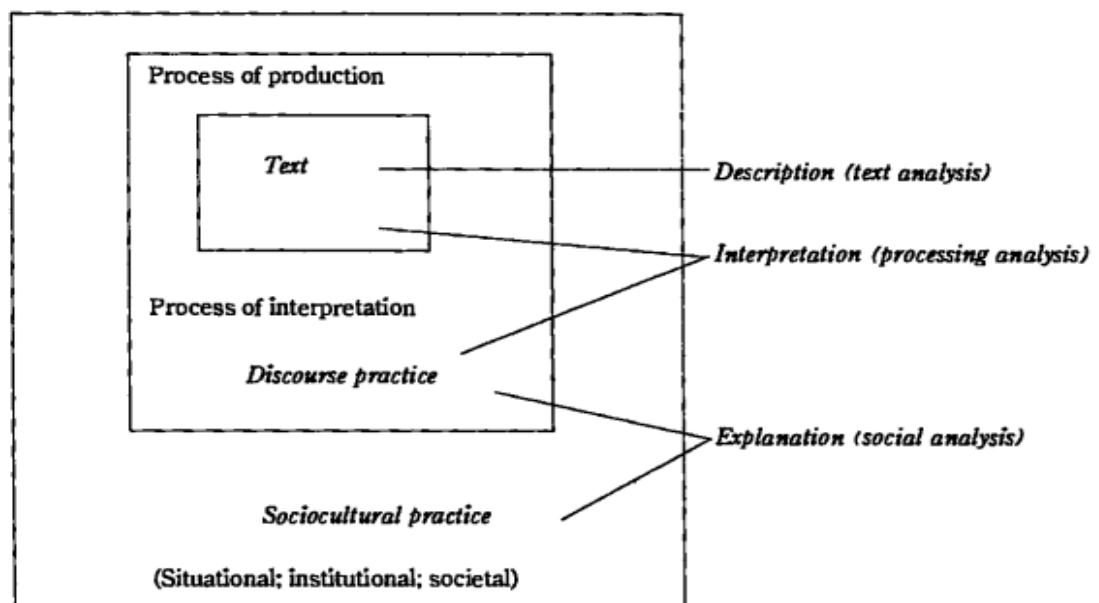 Process of production
Text
Description (text analysis)
Interpretation (processing analysis)
Process of interpretation
Discourse practice
Explanation (social analysis)
Sociocultural practice
(Situational; institutional; societal)